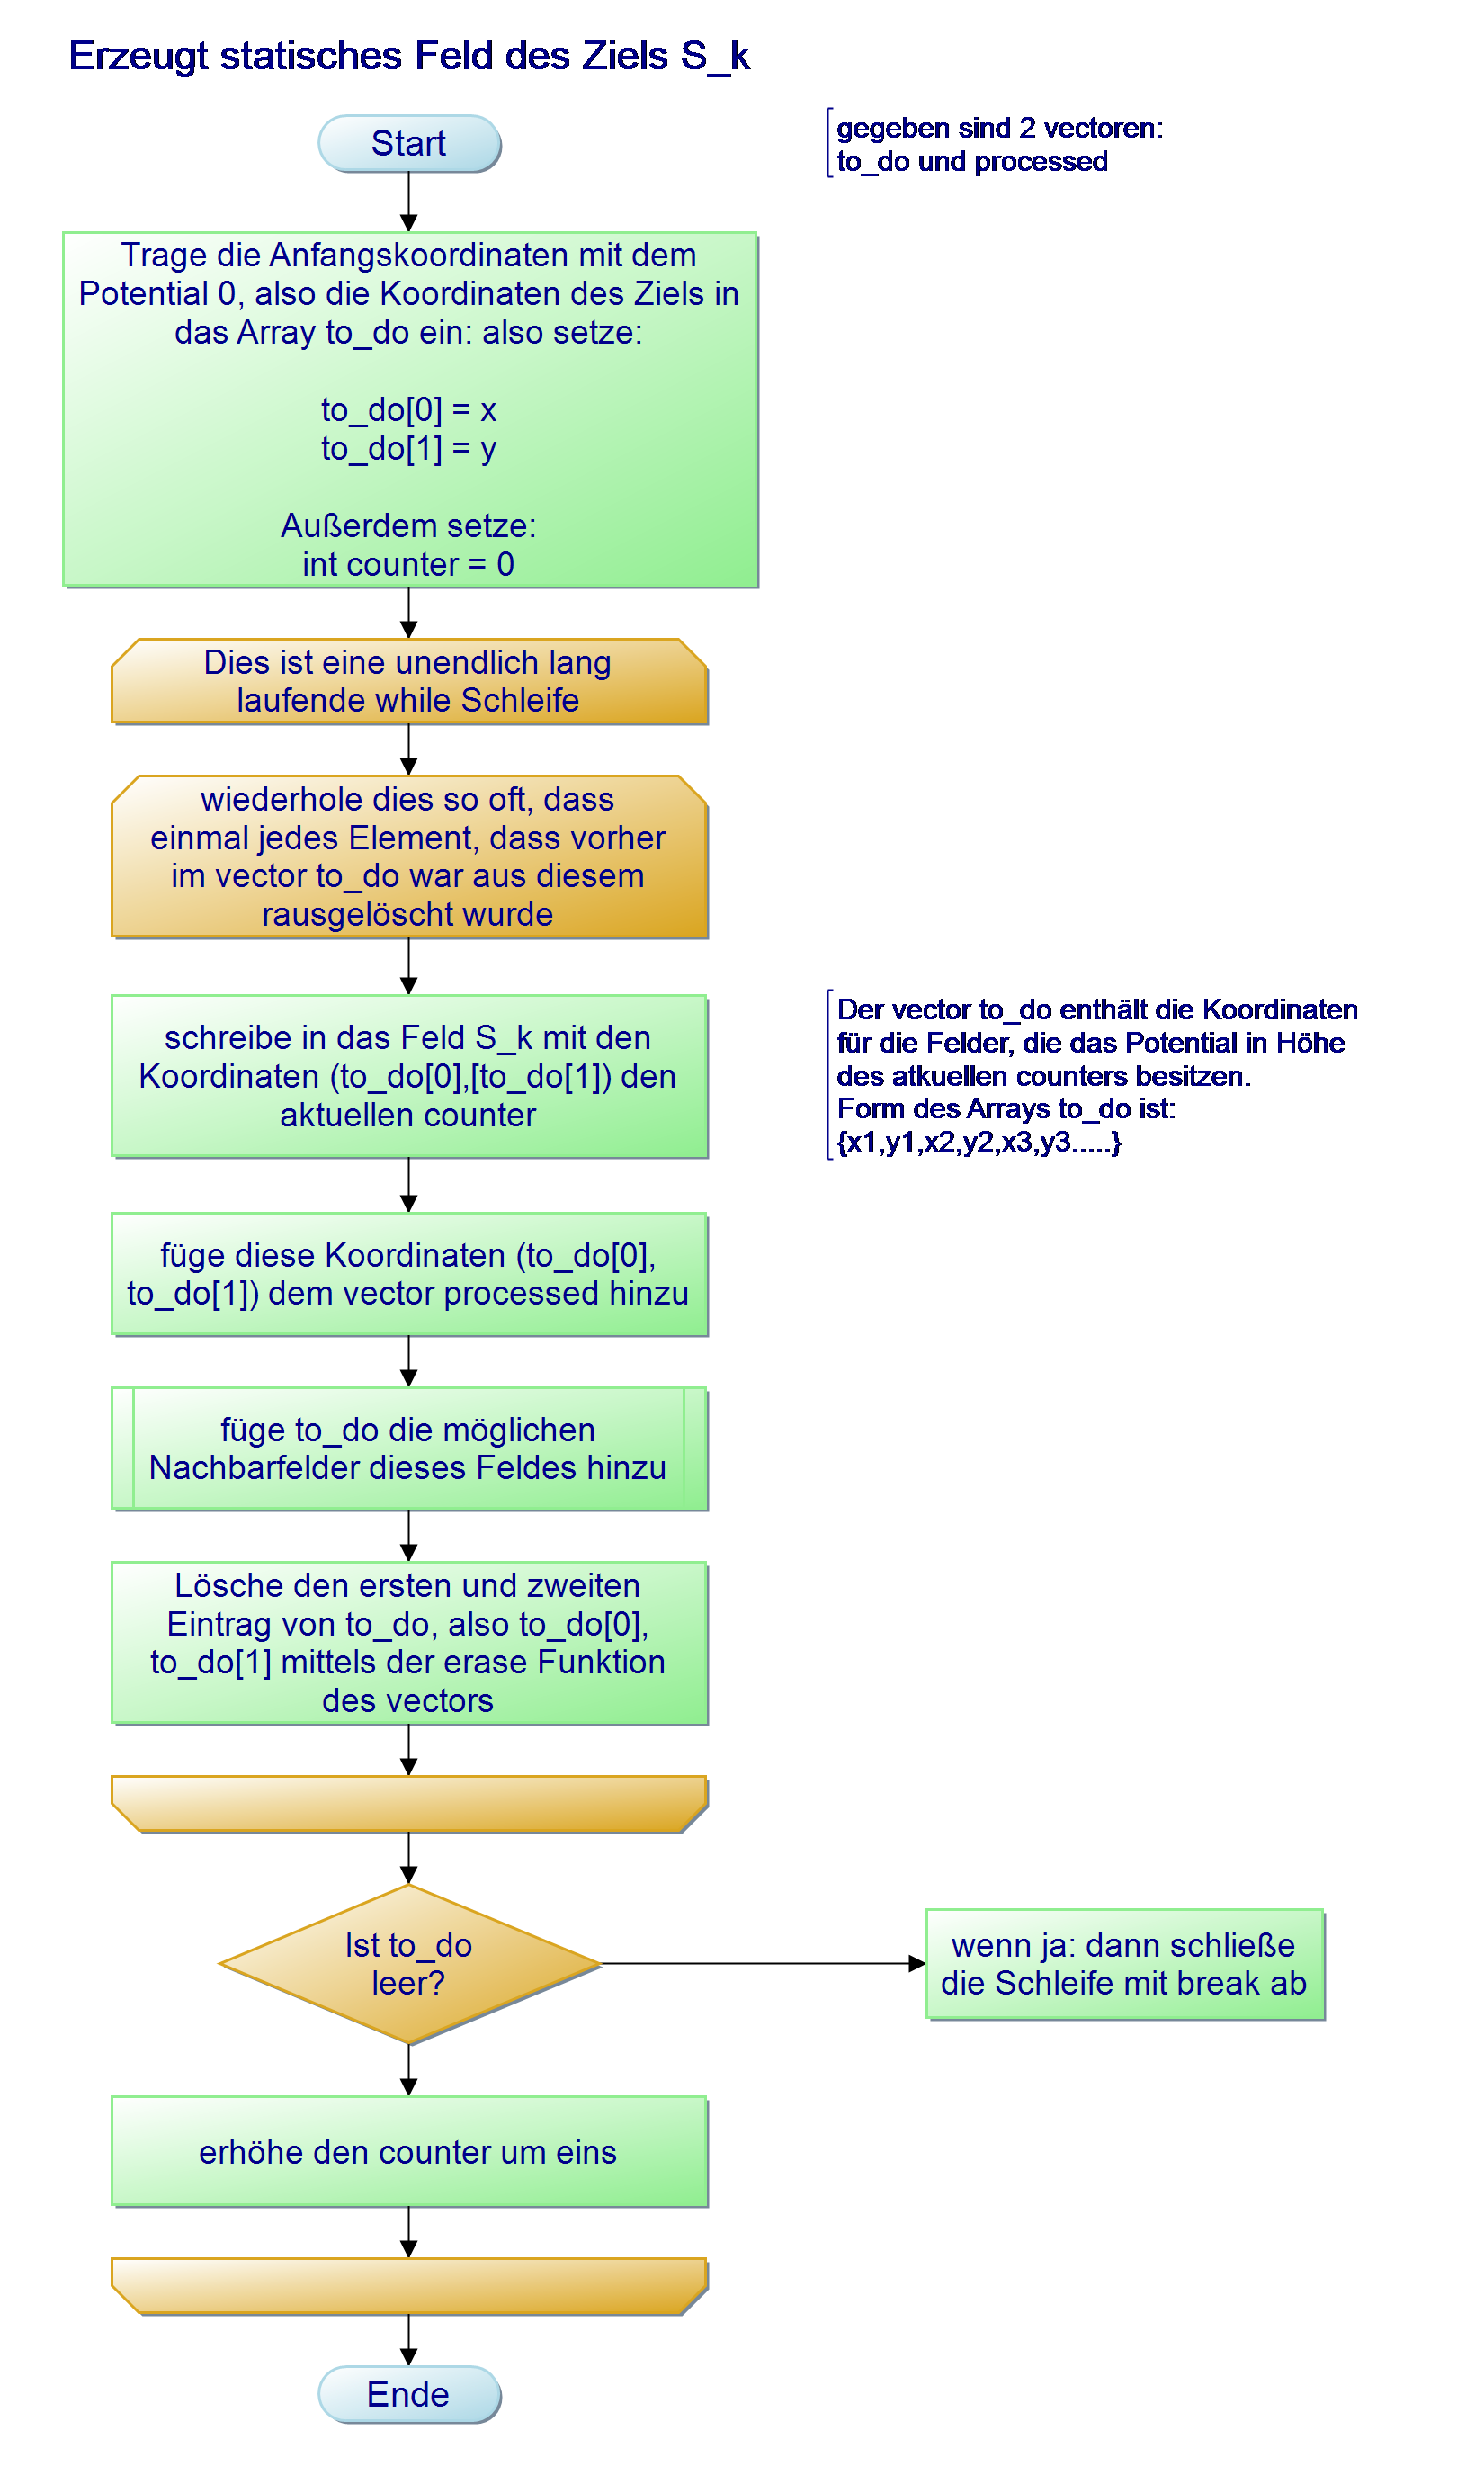 Erzeugt statisches Feld des Ziels S_k
Start
gegeben sind 2 vectoren:
to_do und processed
Trage die Anfangskoordinaten mit dem
Potential 0, also die Koordinaten des Ziels in
das Array to_do ein: also setze:
to_do[0] = x
to_do[1] = y
Außerdem setze:
int counter = 0
Dies ist eine unendlich lang
laufende while Schleife
wiederhole dies so oft, dass
einmal jedes Element, dass vorher
im vector to_do war aus diesem
rausgelöscht wurde
schreibe in das Feld S_k mit den
Koordinaten (to_do[0],[to_do[1]) den
aktuellen counter
Der vector to_do enthält die Koordinaten
für die Felder, die das Potential in Höhe
des atkuellen counters besitzen.
Form des Arrays to_do ist:
{x1,y1,x2,y2,x3,y3.....}
füge diese Koordinaten (to_do[0],
to_do[1]) dem vector processed hinzu
füge to_do die möglichen
Nachbarfelder dieses Feldes hinzu
Lösche den ersten und zweiten
Eintrag von to_do, also to_do[0],
to_do[1] mittels der erase Funktion
des vectors
Ist to_do
leer?
wenn ja: dann schließe
die Schleife mit break ab
erhöhe den counter um eins
Ende